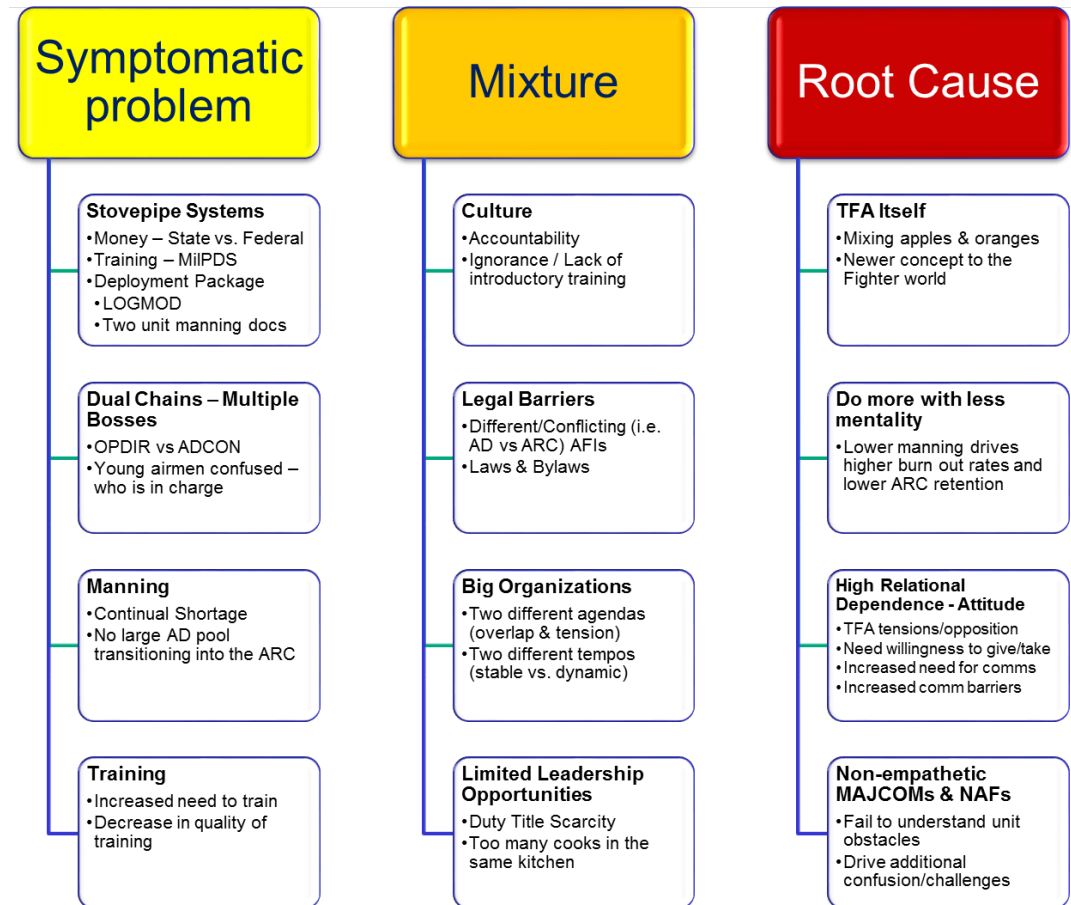 Symptomatic
problem
Stovepipe Systems
•Money – State vs. Federal
•Training – MilPDS
•Deployment Package
•LOGMOD
•Two unit manning docs
Dual Chains – Multiple
Bosses
•OPDIR vs ADCON
•Young airmen confused –
who is in charge
Manning
•Continual Shortage
•No large AD pool
transitioning into the ARC
Training
•Increased need to train
•Decrease in quality of
training
Mixture
Culture
•Accountability
•Ignorance / Lack of
introductory training
Legal Barriers
•Different/Conflicting (i.e.
AD vs ARC) AFIs
•Laws & Bylaws
Big Organizations
•Two different agendas
(overlap & tension)
•Two different tempos
(stable vs. dynamic)
Limited Leadership
Opportunities
•Duty Title Scarcity
•Too many cooks in the
same kitchen
Root Cause
TFA Itself
•Mixing apples & oranges
•Newer concept to the
Fighter world
Do more with less
mentality
•Lower manning drives
higher burn out rates and
lower ARC retention
High Relational
Dependence - Attitude
•TFA tensions/opposition
•Need willingness to give/take
•Increased need for comms
•Increased comm barriers
Non-empathetic
MAJCOMs & NAFs
•Fail to understand unit
obstacles
•Drive additional
confusion/challenges